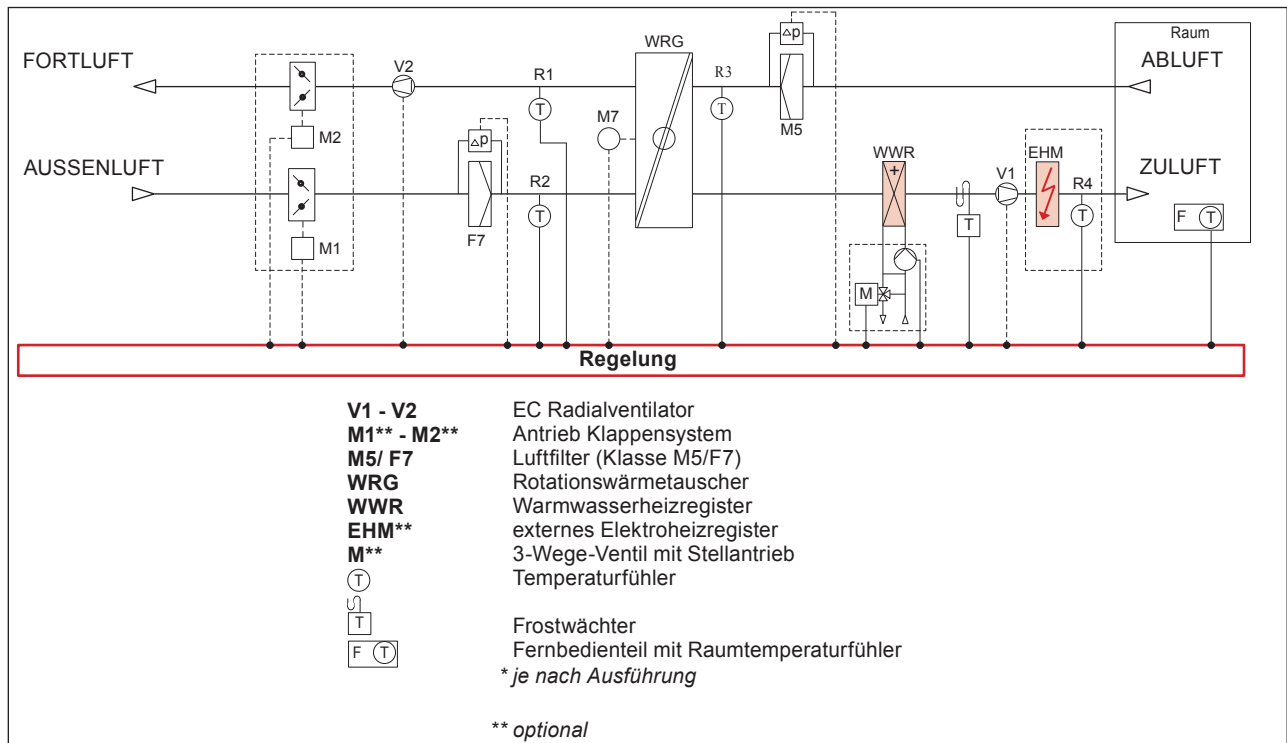 Raum
FORTLUFT
V2
R1
WRG
R3
Δp
ABLUFT
M2
M7
M5
AUSSENLUFT
Δp
R2
WWR
V1
EHM
R4
ZULUFT
T
T
T
T
T
T
F T
M1
F7
+
M
Regelung
V1 - V2 EC Radialventilator
M1** - M2** Antrieb Klappensystem
M5/ F7 Luftfilter (Klasse M5/F7)
WRG Rotationswärmetauscher
WWR Warmwasserheizregister
EHM** externes Elektroheizregister
M** 3-Wege-Ventil mit Stellantrieb
T Temperaturfühler
T Frostwächter
F T Fernbedienteil mit Raumtemperaturfühler
* je nach Ausführung
** optional